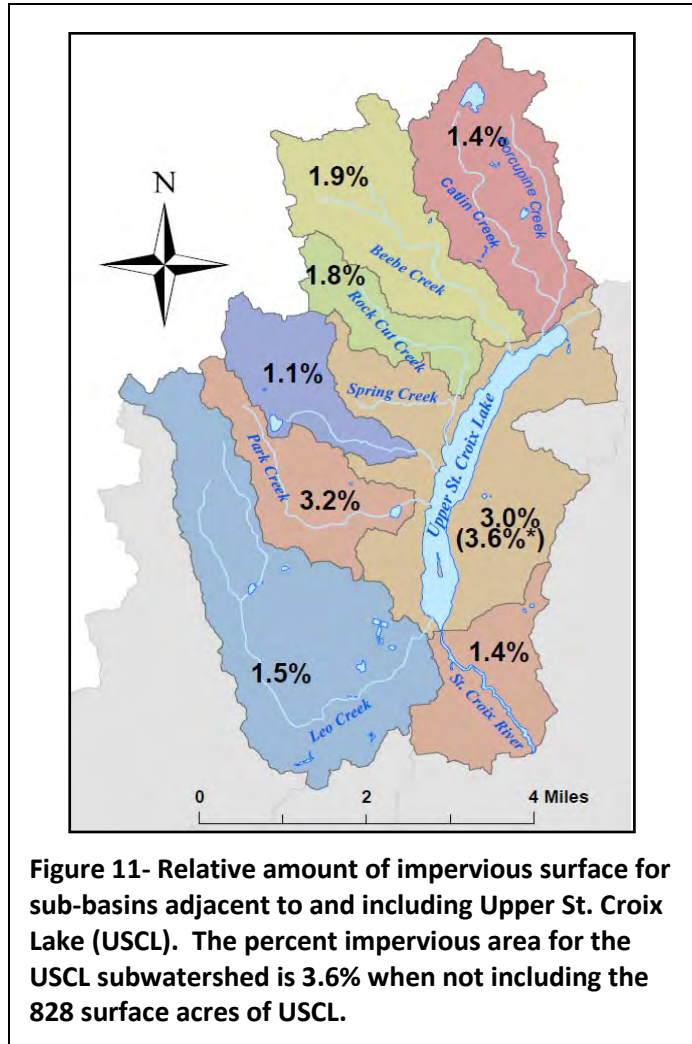 1.4%
Porcupine Creek
Catlin Creek
1.9%
N
Beebe Creek
1.8%
Rock Cut Creek
1.1%
Spring Creek
Park Creek
Upper St. Croix Lake
3.2%
3.0%
(3.6%*)
1.4%
1.5%
St. Croix River
Leo Creek
0 2 4 Miles
Figure 11- Relative amount of impervious surface for
sub-basins adjacent to and including Upper St. Croix
Lake (USCL). The percent impervious area for the
USCL subwatershed is 3.6% when not including the
828 surface acres of USCL.